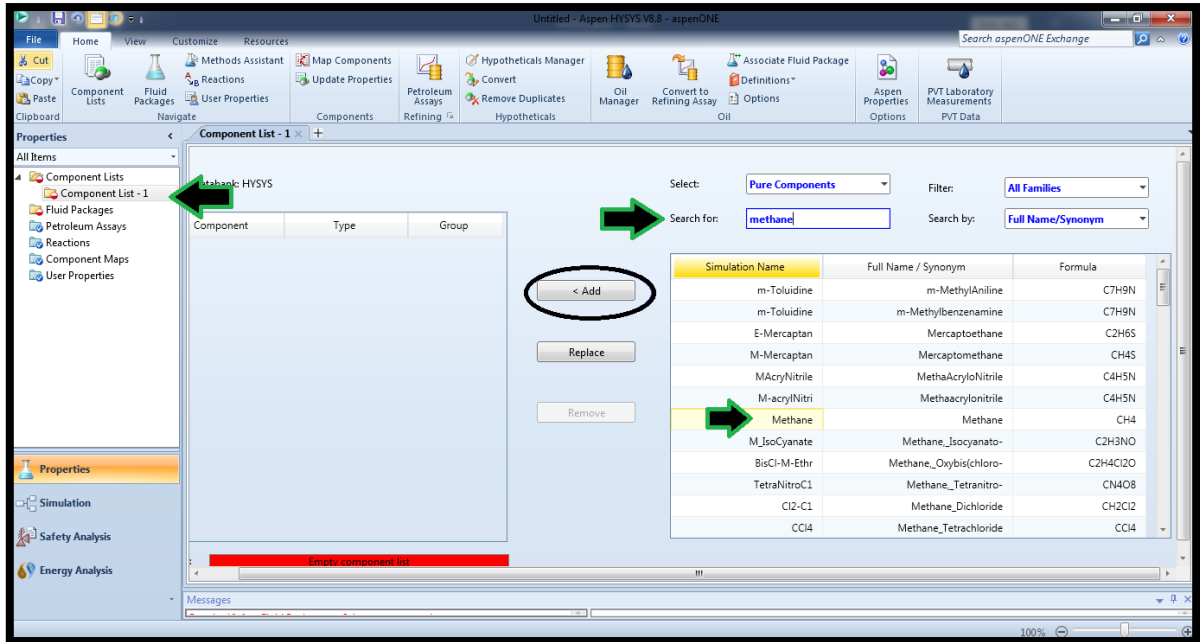 Untitled - Aspen HYSYS V8.8 - aspenONE
File Home View Customize Resources Search aspenONE Exchange
Cut
Copy
Paste
Clipboard
Component Lists
Fluid Packages
Methods Assistant
Reactions
User Properties
Navigate
Map Components
Update Properties
Components
Petroleum Assays
Refining
Hypotheticals Manager
Convert
Remove Duplicates
Hypotheticals
Oil Manager
Convert to Refining Assay
Associate Fluid Package
Definitions
Options
Oil
Aspen Properties
Options
PVT Laboratory Measurements
PVT Data
Properties <
All Items
Component Lists
Component List - 1
Fluid Packages
Petroleum Assays
Reactions
Component Maps
User Properties
Properties
Simulation
Safety Analysis
Energy Analysis
Component List - 1 × +
HYSYS
Component Type Group
Empty component list
< Add
Replace
Remove
Select: Pure Components Filter: All Families
Search for: methane Search by: Full Name/Synonym
Simulation Name Full Name / Synonym Formula
m-Toluidine m-MethylAniline C7H9N
m-Toluidine m-Methylbenzenamine C7H9N
E-Mercaptan Mercaptoethane C2H6S
M-Mercaptan Mercaptomethane CH4S
MAcryNitrile MethaAcryloNitrile C4H5N
M-acrylNitri Methaacrylonitrile C4H5N
Methane Methane CH4
M_IsoCyanate Methane,_Isocyanato- C2H3NO
BisCl-M-Ethr Methane,_Oxybis(chloro- C2H4Cl2O
TetraNitroC1 Methane,_Tetranitro- CN4O8
Cl2-C1 Methane_Dichloride CH2Cl2
CCl4 Methane_Tetrachloride CCl4
Messages
100%